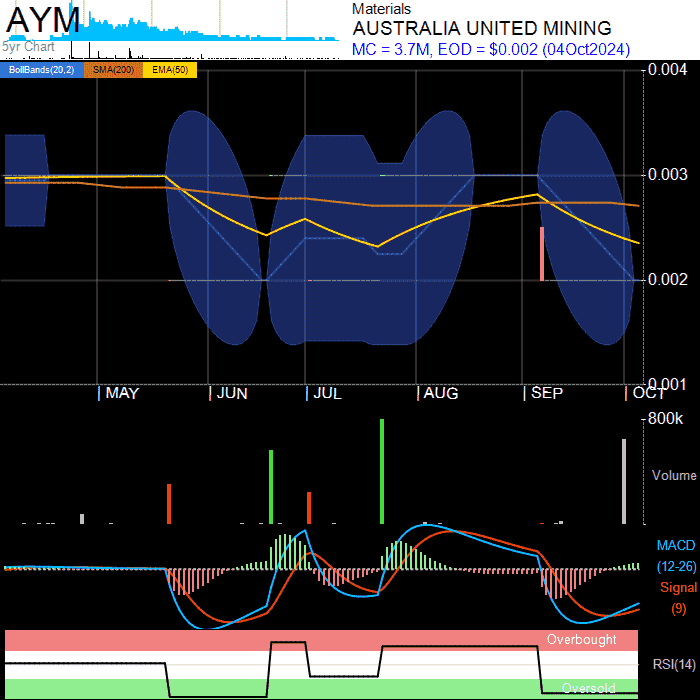 AYM
5yr Chart
Materials
AUSTRALIA UNITED MINING
MC = 3.7M, EOD = $0.002 (04Oct2024)
BollBands(20,2) SMA(200) EMA(50)
0.004
0.003
0.002
0.001
MAY JUN JUL AUG SEP OCT
800k
Volume
MACD
(12-26)
Signal
(9)
Overbought
RSI(14)
Oversold